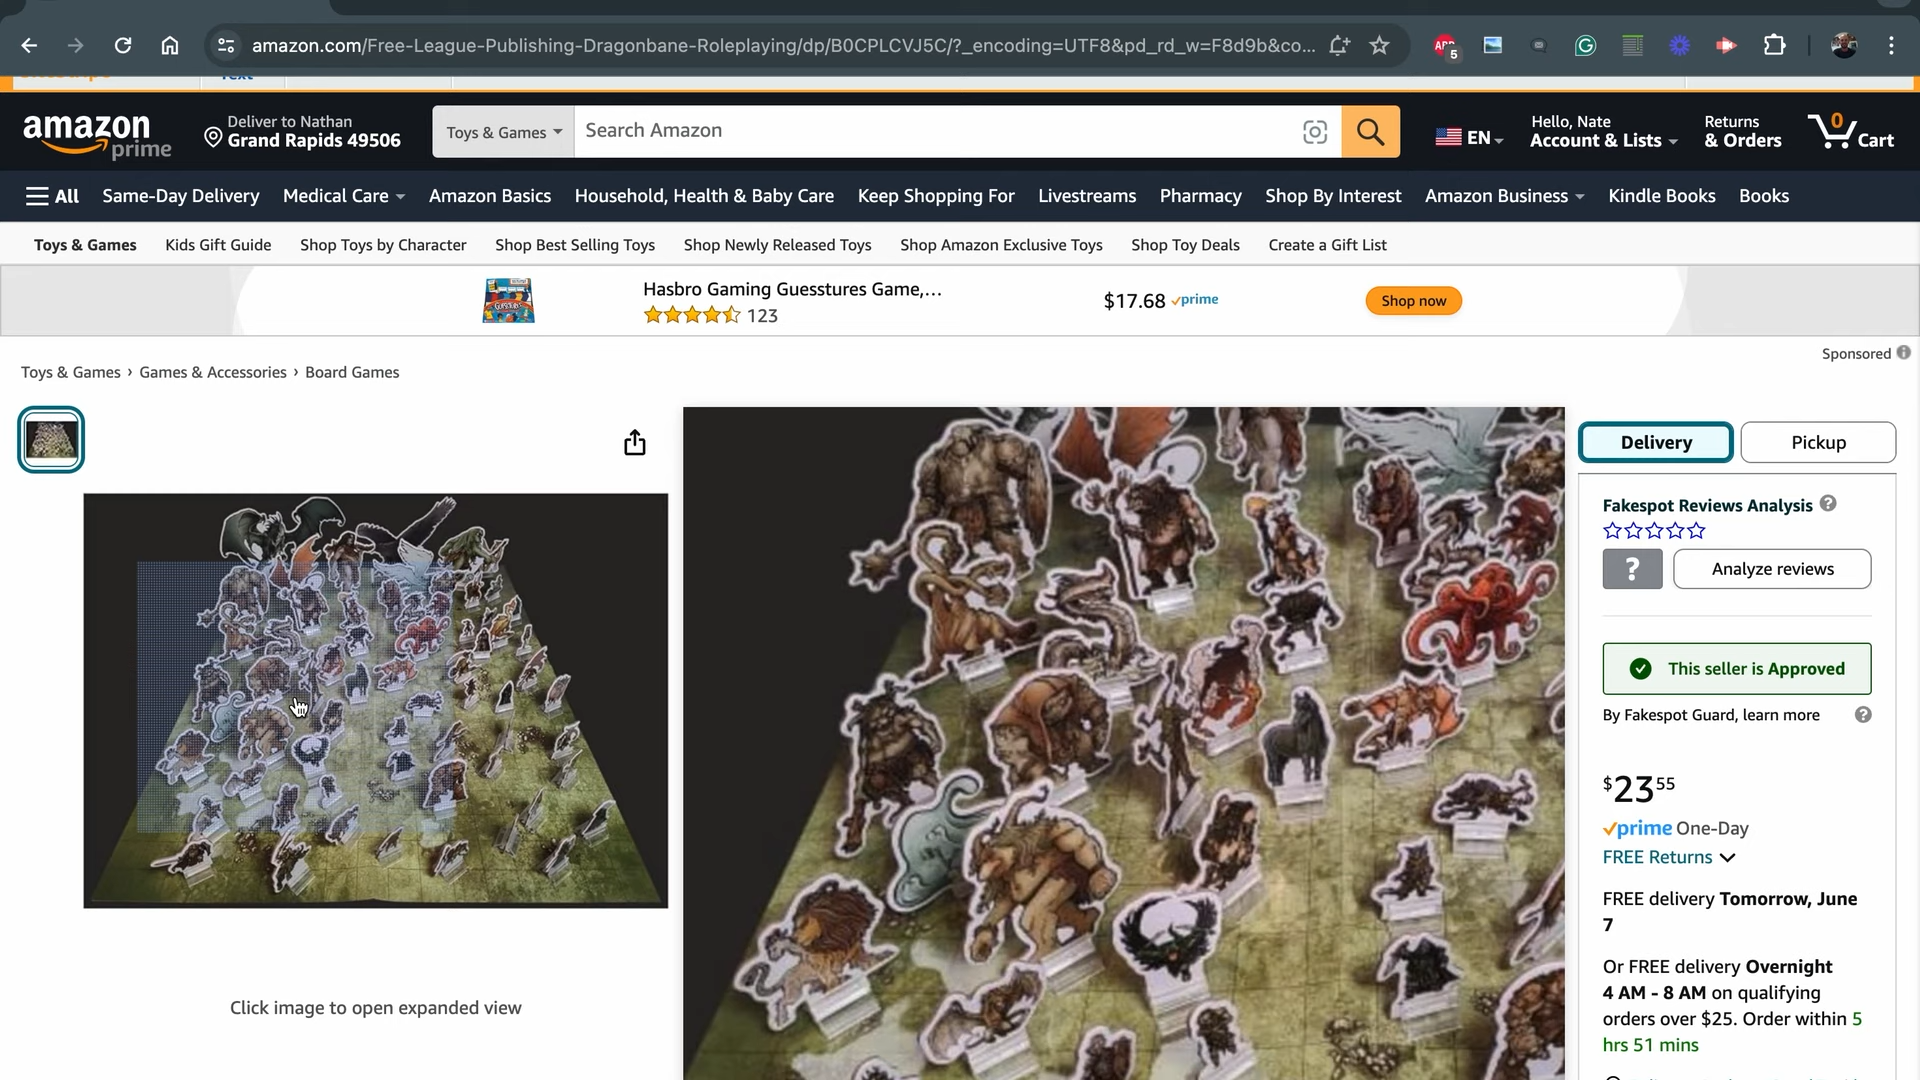 amazon.com/Free-League-Publishing-Dragonbane-Roleplaying/dp/B0CPLCVJ5C/?_encoding=UTF8&pd_rd_w=F8d9b&co...
ABP
5
Text
amazon
prime
Deliver to Nathan
Grand Rapids 49506
Toys & Games
Search Amazon
EN
Hello, Nate
Account & Lists
Returns
& Orders
0
Cart
All
Same-Day Delivery
Medical Care
Amazon Basics
Household, Health & Baby Care
Keep Shopping For
Livestreams
Pharmacy
Shop By Interest
Amazon Business
Kindle Books
Books
Toys & Games
Kids Gift Guide
Shop Toys by Character
Shop Best Selling Toys
Shop Newly Released Toys
Shop Amazon Exclusive Toys
Shop Toy Deals
Create a Gift List
Hasbro Gaming Guesstures Game,...
123
$17.68 prime
Shop now
Sponsored
Toys & Games › Games & Accessories › Board Games
Delivery
Pickup
Fakespot Reviews Analysis ?
?
Analyze reviews
This seller is Approved
By Fakespot Guard, learn more ?
$23 55
prime One-Day
FREE Returns
FREE delivery Tomorrow, June
7
Or FREE delivery Overnight
4 AM - 8 AM on qualifying
orders over $25. Order within 5
hrs 51 mins
Click image to open expanded view